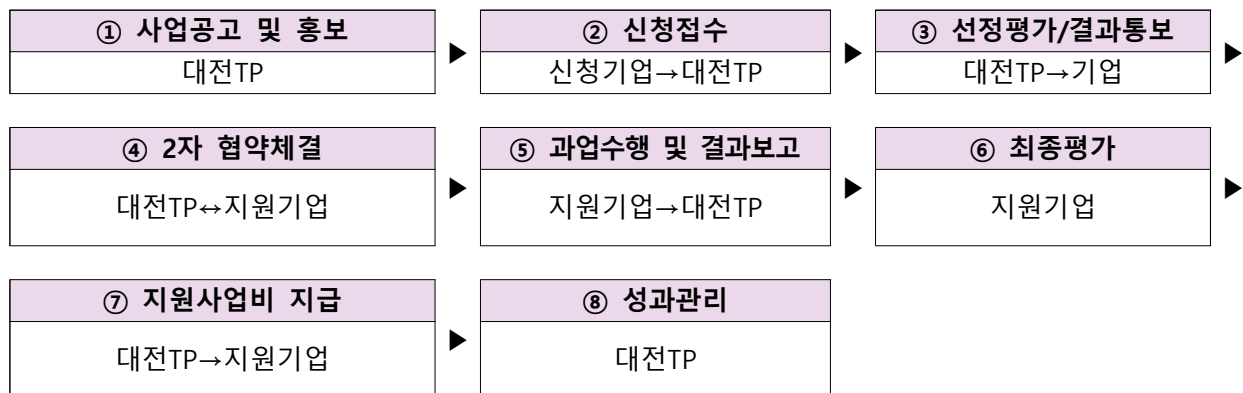 ① 사업공고 및 홍보
대전TP
▶
② 신청접수
신청기업→대전TP
▶
③ 선정평가/결과통보
대전TP→기업
▶
④ 2자 협약체결
대전TP↔지원기업
▶
⑤ 과업수행 및 결과보고
지원기업→대전TP
▶
⑥ 최종평가
지원기업
▶
⑦ 지원사업비 지급
대전TP→지원기업
▶
⑧ 성과관리
대전TP